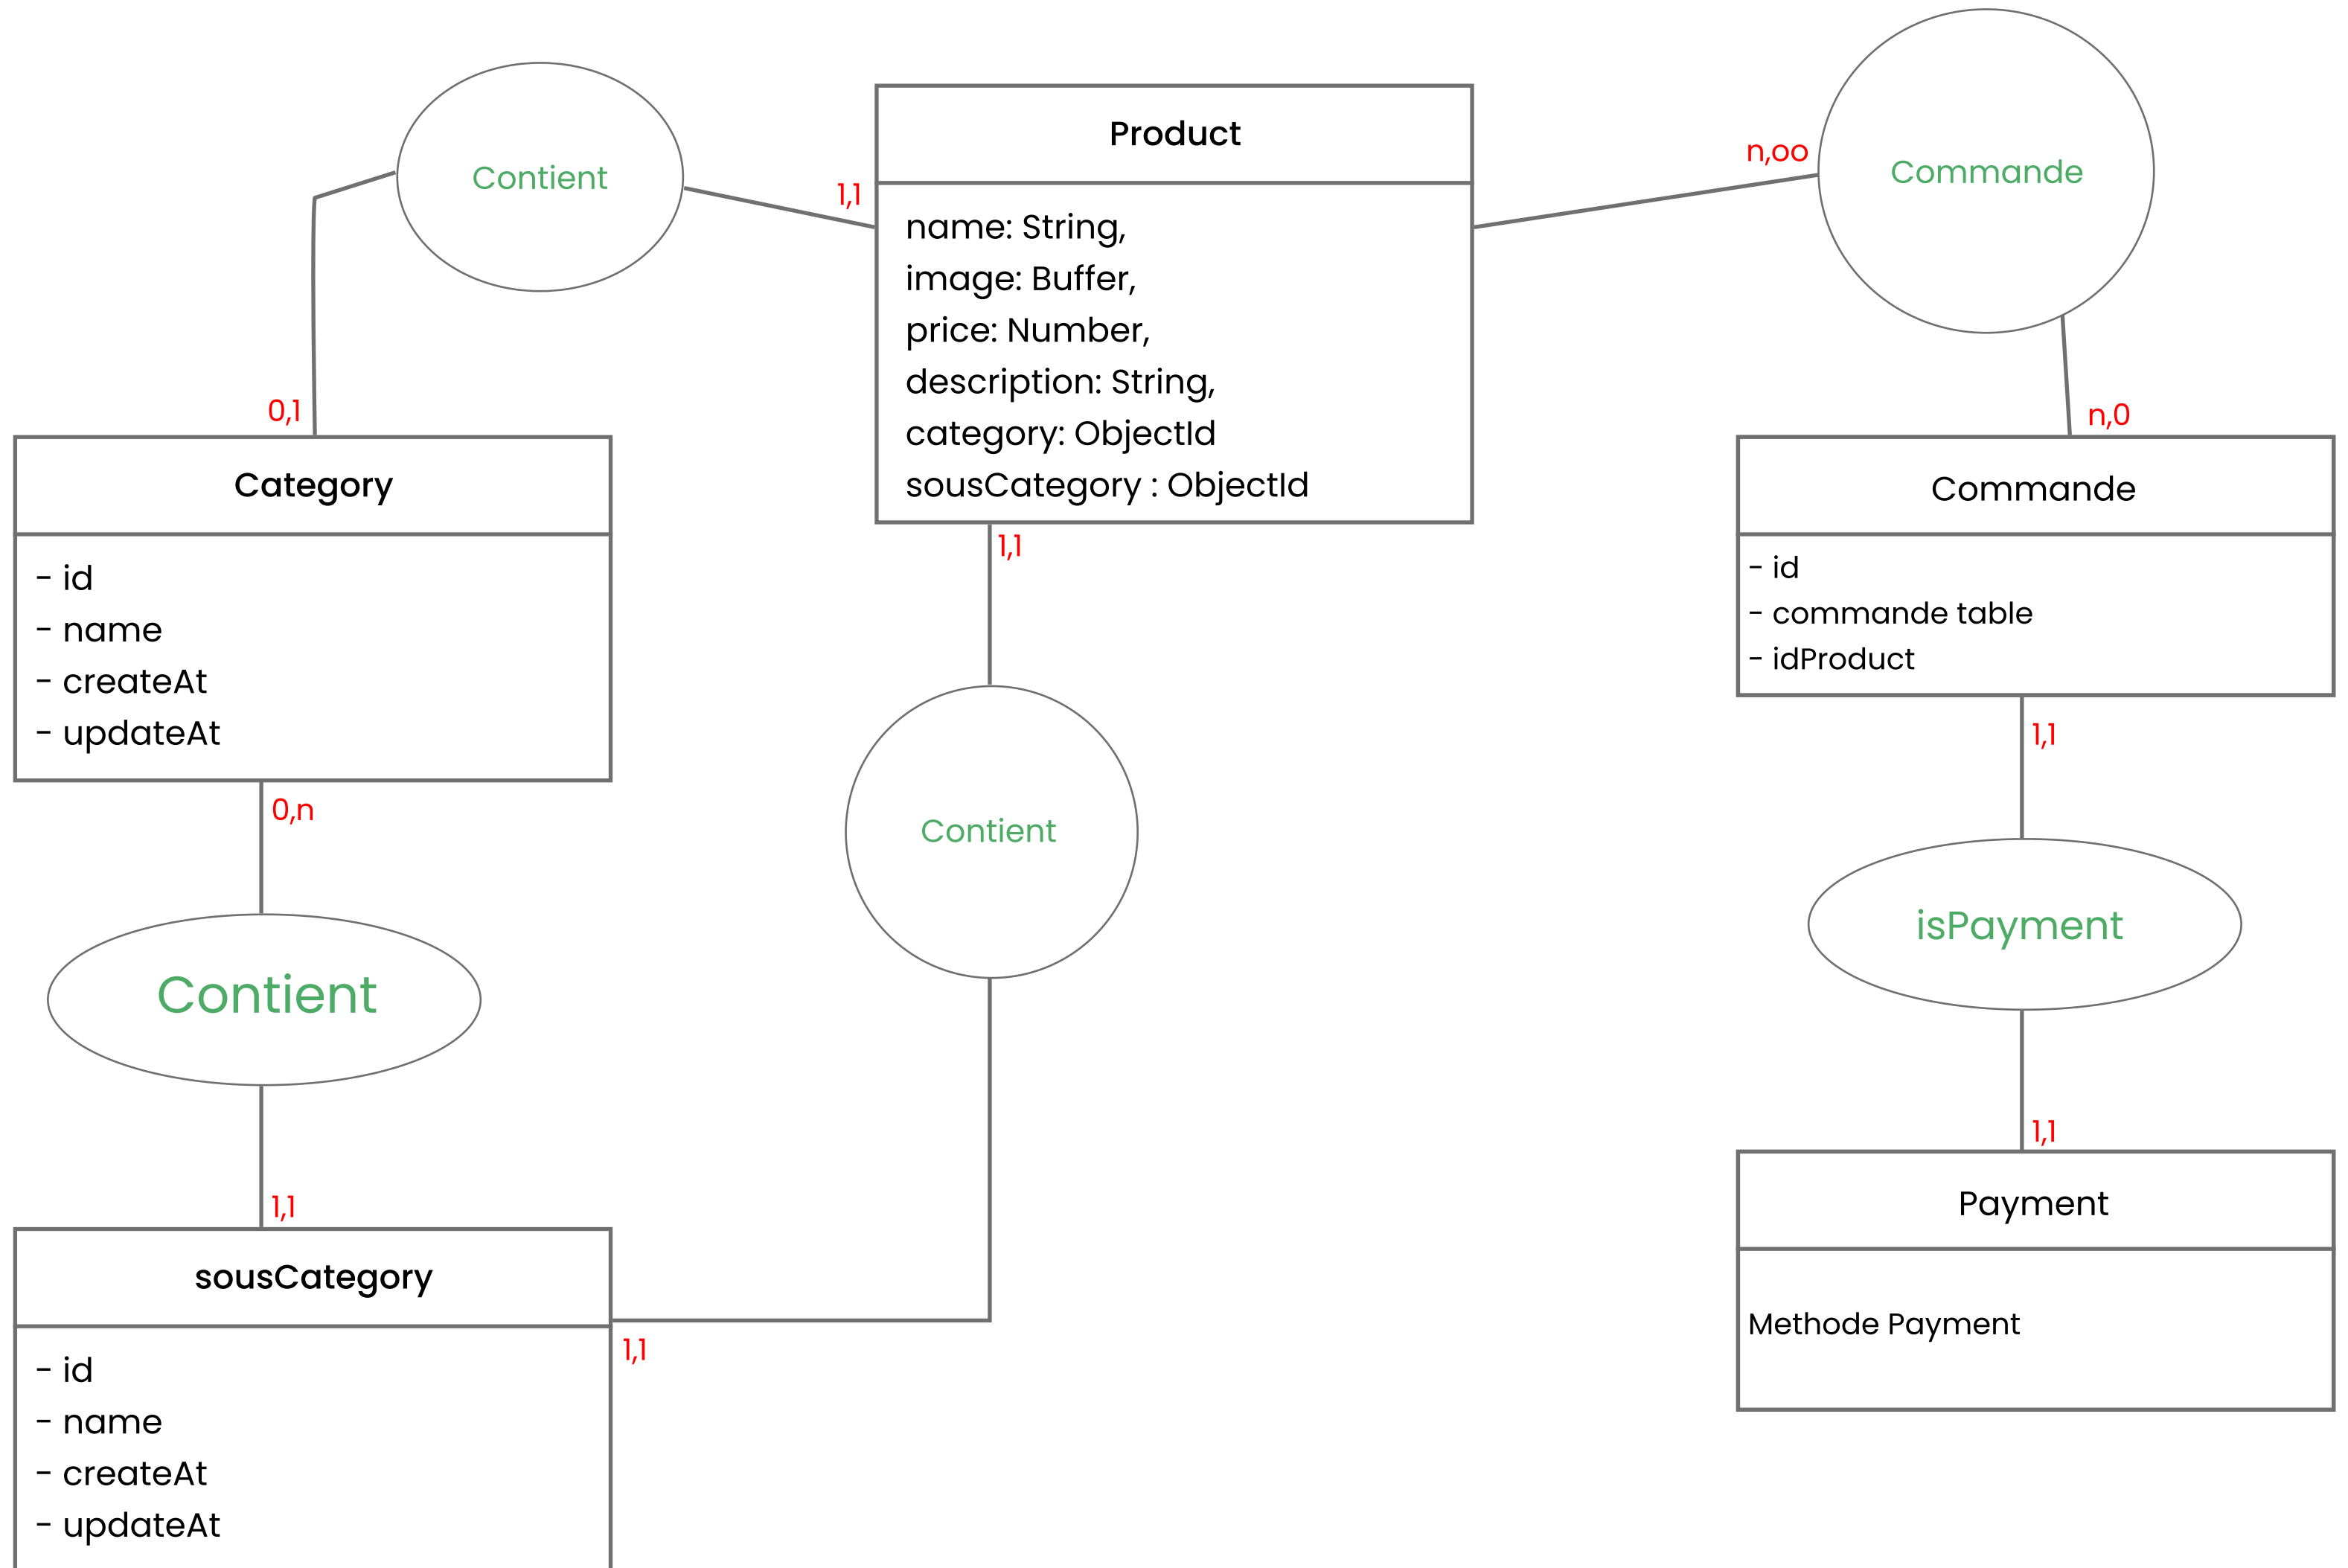 Contient
1,1
0,1
Product
name: String,
image: Buffer,
price: Number,
description: String,
category: ObjectId
sousCategory : ObjectId
1,1
n,oo
Commande
n,0
Category
- id
- name
- createAt
- updateAt
0,n
Contient
1,1
Contient
sousCategory
- id
- name
- createAt
- updateAt
1,1
Commande
- id
- commande table
- idProduct
1,1
isPayment
1,1
Payment
Methode Payment